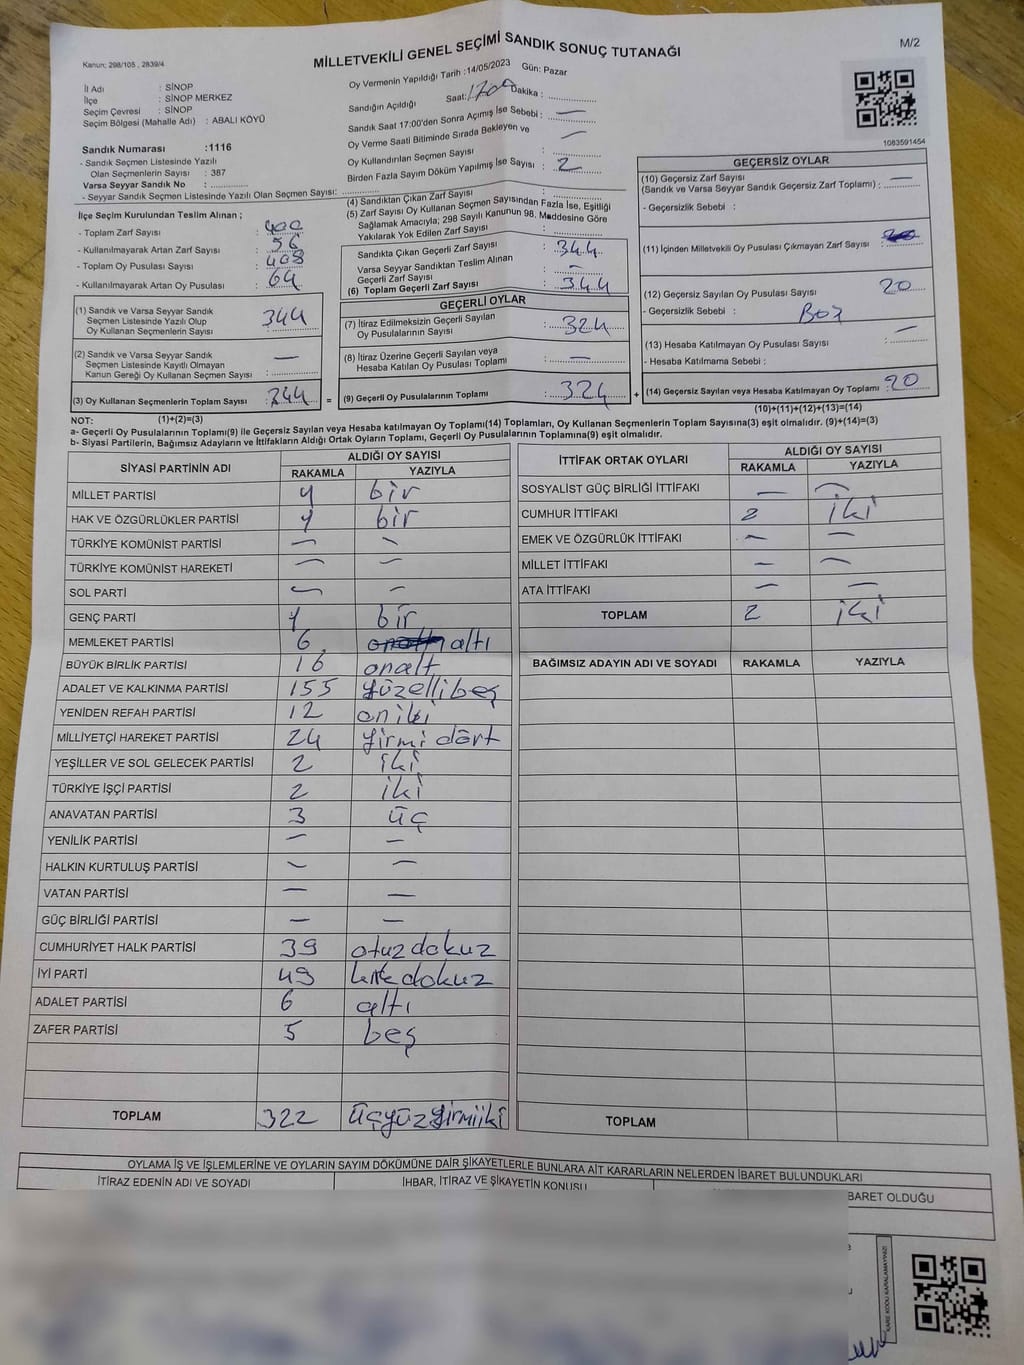 MİLLETVEKİLİ GENEL SEÇİMİ SANDIK SONUÇ TUTANAĞI
M/2
Kanun: 298/105 , 2839/4
İl Adı : SİNOP
İlçe : SİNOP MERKEZ
Seçim Çevresi : SİNOP
Seçim Bölgesi (Mahalle Adı) : ABALI KÖYÜ
Oy Vermenin Yapıldığı Tarih :14/05/2023 Gün: Pazar
Sandığın Açıldığı Saat: 1700 Dakika :
Sandık Saat 17:00'den Sonra Açımış İse Sebebi : —
Oy Verme Saati Bitiminde Sırada Bekleyen ve
Oy Kullandırılan Seçmen Sayısı : —
Birden Fazla Sayım Döküm Yapılmış İse Sayısı : 2
1083591454
Sandık Numarası :1116
- Sandık Seçmen Listesinde Yazılı
Olan Seçmenlerin Sayısı : 387
Varsa Seyyar Sandık No :
- Seyyar Sandık Seçmen Listesinde Yazılı Olan Seçmen Sayısı:
İlçe Seçim Kurulundan Teslim Alınan ;
- Toplam Zarf Sayısı : 400
- Kullanılmayarak Artan Zarf Sayısı : 56
- Toplam Oy Pusulası Sayısı : 408
- Kullanılmayarak Artan Oy Pusulası : 64
(1) Sandık ve Varsa Seyyar Sandık
Seçmen Listesinde Yazılı Olup
Oy Kullanan Seçmenlerin Sayısı : 344
(2) Sandık ve Varsa Seyyar Sandık
Seçmen Listesinde Kayıtlı Olmayan
Kanun Gereği Oy Kullanan Seçmen Sayısı : —
(3) Oy Kullanan Seçmenlerin Toplam Sayısı : 344
(1)+(2)=(3)
(4) Sandıktan Çıkan Zarf Sayısı :
(5) Zarf Sayısı Oy Kullanan Seçmen Sayısından Fazla İse, Eşitliği
Sağlamak Amacıyla; 298 Sayılı Kanunun 98. Maddesine Göre
Yakılarak Yok Edilen Zarf Sayısı :
Sandıkta Çıkan Geçerli Zarf Sayısı : 344
Varsa Seyyar Sandıktan Teslim Alınan
Geçerli Zarf Sayısı : —
(6) Toplam Geçerli Zarf Sayısı : 344
GEÇERLİ OYLAR
(7) İtiraz Edilmeksizin Geçerli Sayılan
Oy Pusulalarının Sayısı : 324
(8) İtiraz Üzerine Geçerli Sayılan veya
Hesaba Katılan Oy Pusulası Toplamı : —
= (9) Geçerli Oy Pusulalarının Toplamı : 324
GEÇERSİZ OYLAR
(10) Geçersiz Zarf Sayısı
(Sandık ve Varsa Seyyar Sandık Geçersiz Zarf Toplamı) : —
- Geçersizlik Sebebi :
(11) İçinden Milletvekili Oy Pusulası Çıkmayan Zarf Sayısı
(12) Geçersiz Sayılan Oy Pusulası Sayısı 20
- Geçersizlik Sebebi : Boş
(13) Hesaba Katılmayan Oy Pusulası Sayısı : —
- Hesaba Katılmama Sebebi :
+ (14) Geçersiz Sayılan veya Hesaba Katılmayan Oy Toplamı : 20
(10)+(11)+(12)+(13)=(14)
NOT:
a- Geçerli Oy Pusulalarının Toplamı(9) ile Geçersiz Sayılan veya Hesaba Katılmayan Oy Toplamı(14) Toplamları, Oy Kullanan Seçmenlerin Toplam Sayısına(3) eşit olmalıdır. (9)+(14)=(3)
b- Siyasi Partilerin, Bağımsız Adayların ve İttifakların Aldığı Ortak Oyların Toplamı, Geçerli Oy Pusulalarının Toplamına(9) eşit olmalıdır.
SİYASİ PARTİNİN ADI ALDIĞI OY SAYISI
RAKAMLA YAZIYLA
MİLLET PARTİSİ 1 bir
HAK VE ÖZGÜRLÜKLER PARTİSİ 1 bir
TÜRKİYE KOMÜNİST PARTİSİ — —
TÜRKİYE KOMÜNİST HAREKETİ — —
SOL PARTİ — —
GENÇ PARTİ 1 bir
MEMLEKET PARTİSİ 6 altı
BÜYÜK BİRLİK PARTİSİ 16 onalt
ADALET VE KALKINMA PARTİSİ 155 yüzellibeş
YENİDEN REFAH PARTİSİ 12 oniki
MİLLİYETÇİ HAREKET PARTİSİ 24 yirmi dört
YEŞİLLER VE SOL GELECEK PARTİSİ 2 iki
TÜRKİYE İŞÇİ PARTİSİ 2 iki
ANAVATAN PARTİSİ 3 üç
YENİLİK PARTİSİ — —
HALKIN KURTULUŞ PARTİSİ — —
VATAN PARTİSİ — —
GÜÇ BİRLİĞİ PARTİSİ — —
CUMHURİYET HALK PARTİSİ 39 otuz dokuz
İYİ PARTİ 49 dokuz
ADALET PARTİSİ 6 altı
ZAFER PARTİSİ 5 beş
TOPLAM 322 üçyüzyirmiiki
İTTİFAK ORTAK OYLARI ALDIĞI OY SAYISI
RAKAMLA YAZIYLA
SOSYALİST GÜÇ BİRLİĞİ İTTİFAKI — —
CUMHUR İTTİFAKI 2 iki
EMEK VE ÖZGÜRLÜK İTTİFAKI — —
MİLLET İTTİFAKI — —
ATA İTTİFAKI — —
TOPLAM 2 iki
BAĞIMSIZ ADAYIN ADI VE SOYADI RAKAMLA YAZIYLA
TOPLAM
OYLAMA İŞ VE İŞLEMLERİNE VE OYLARIN SAYIM DÖKÜMÜNE DAİR ŞİKAYETLERLE BUNLARA AİT KARARLARIN NELERDEN İBARET BULUNDUKLARI
İTİRAZ EDENİN ADI VE SOYADI İHBAR, İTİRAZ VE ŞİKAYETİN KONUSU BARET OLDUĞU
KARE KODU KARALAMAYINIZ!